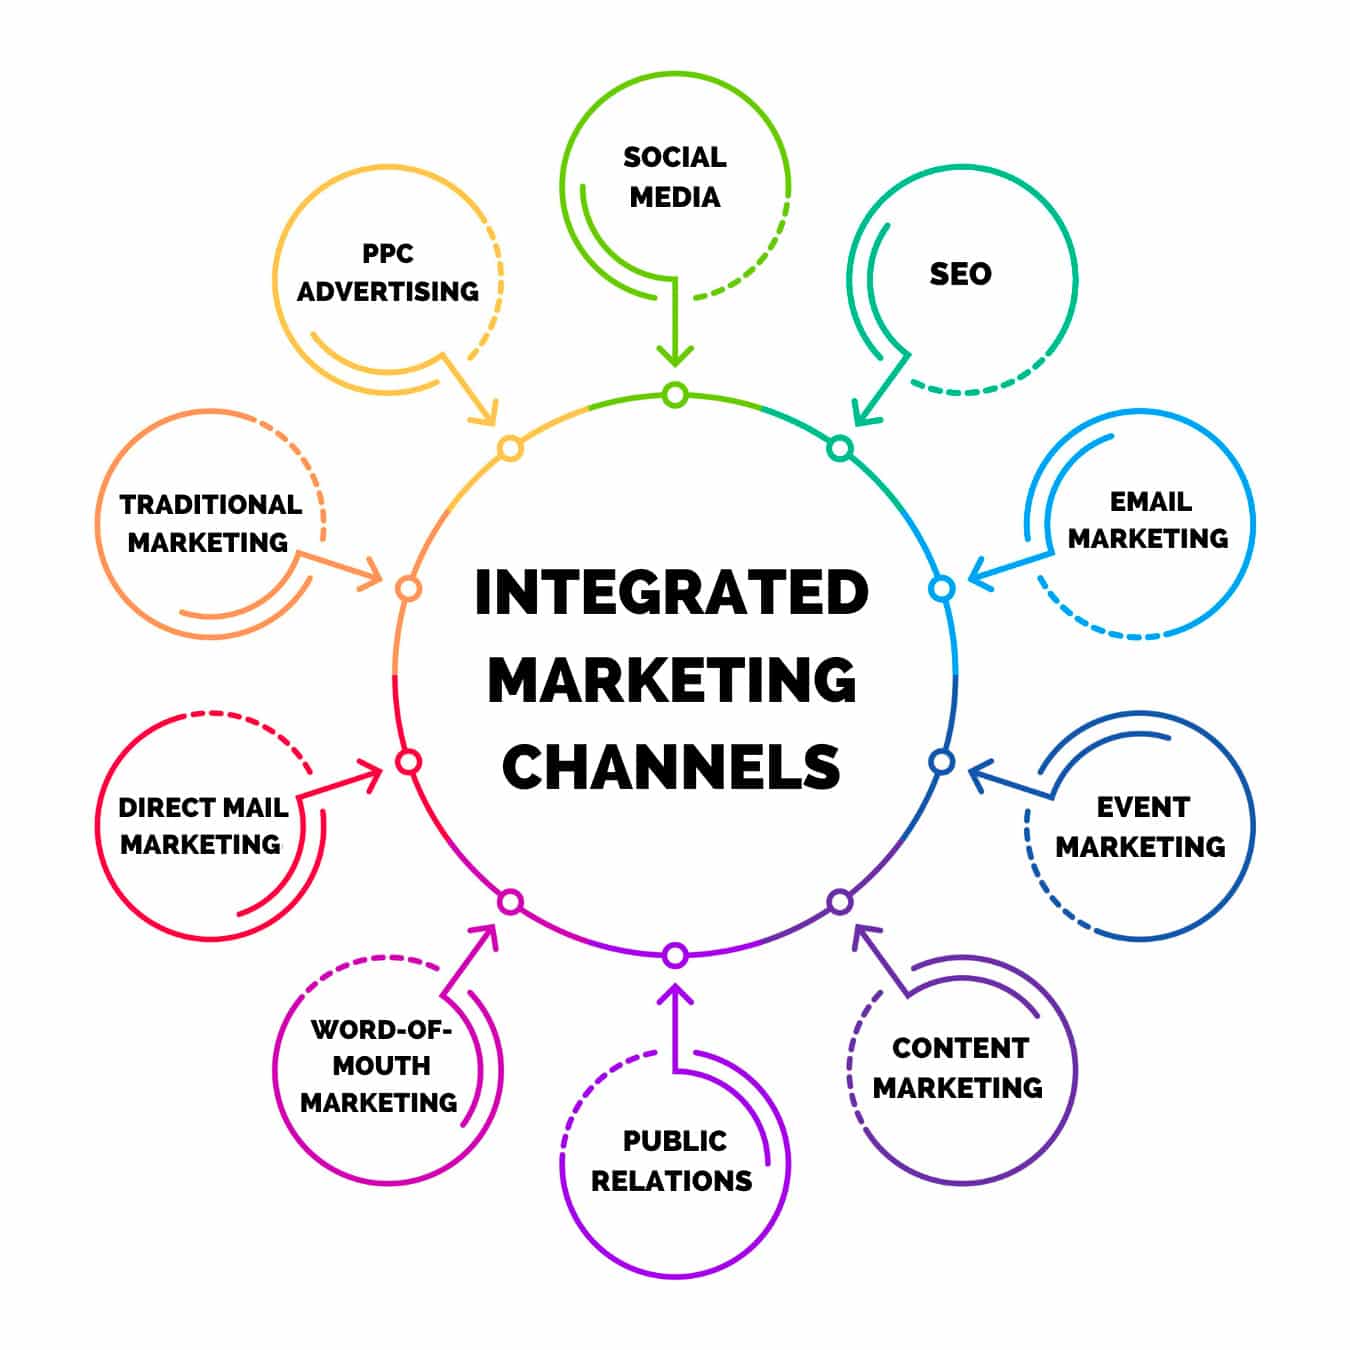 SOCIAL
MEDIA
SEO
EMAIL
MARKETING
EVENT
MARKETING
CONTENT
MARKETING
PUBLIC
RELATIONS
WORD-OF-
MOUTH
MARKETING
DIRECT MAIL
MARKETING
TRADITIONAL
MARKETING
PPC
ADVERTISING
INTEGRATED
MARKETING
CHANNELS